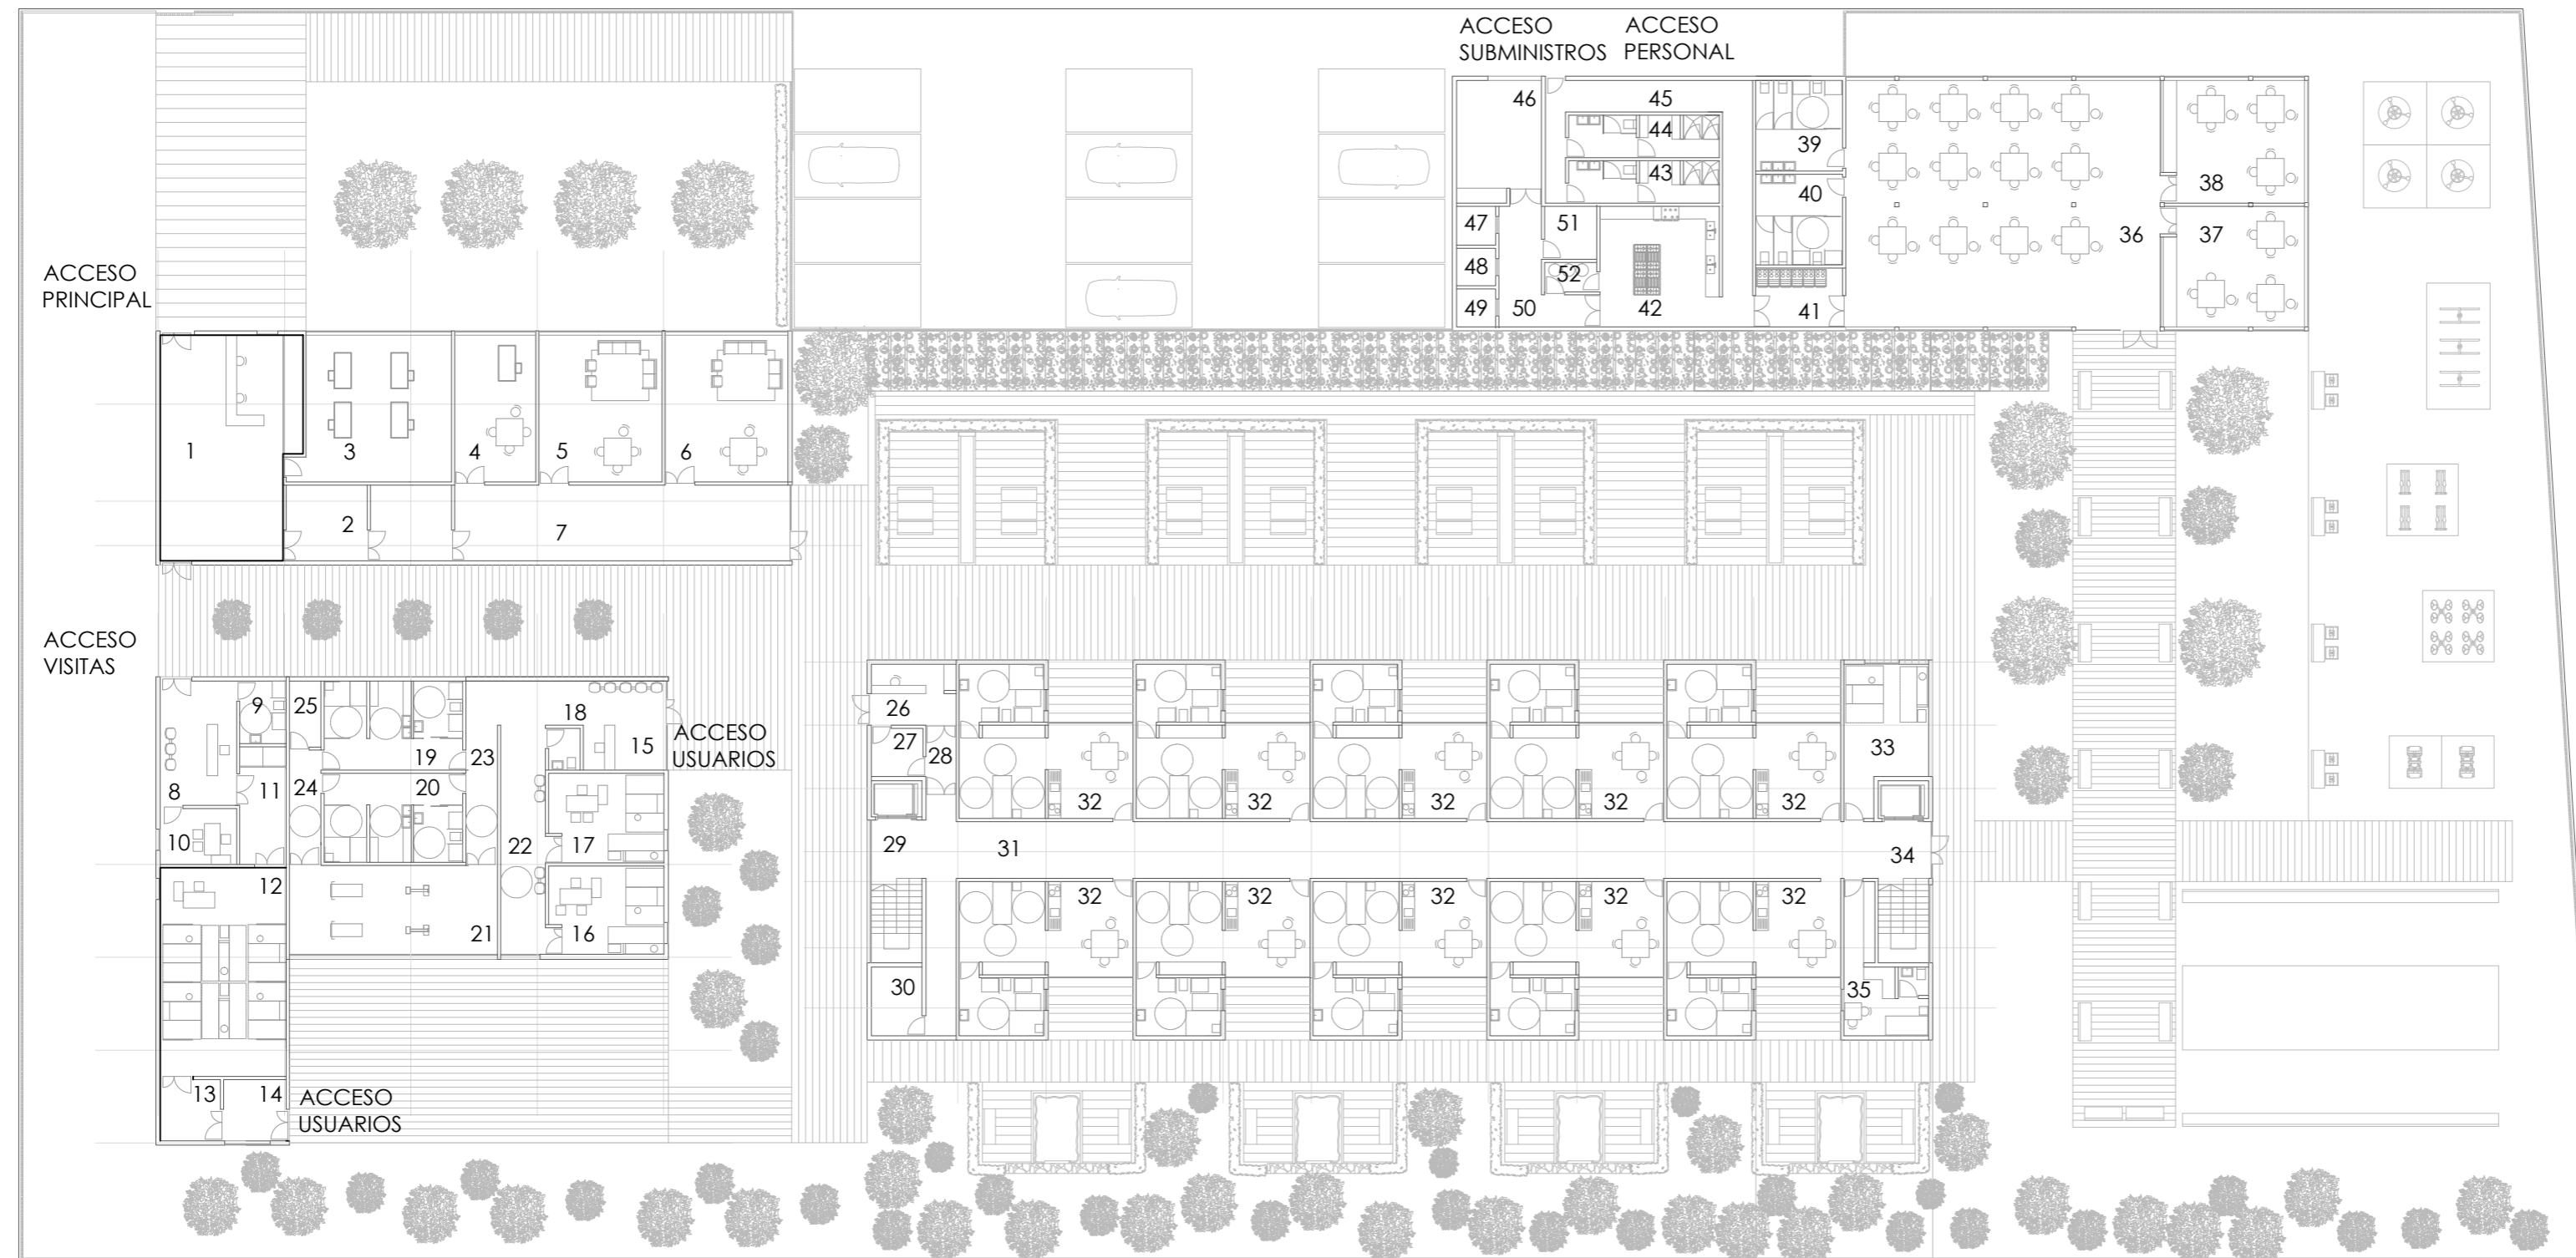 ACCESO ACCESO
SUBMINISTROS PERSONAL
46 45
44
39
43
38
40
47 51 36 37
48
52
49 50 42 41
ACCESO
PRINCIPAL
1 3 4 5 6
2 7
ACCESO
VISITAS
9 25 18
26
ACCESO
USUARIOS
19 23 15 27 28 33
8 11 24 20
32 32 32 32 32
10 22 17 29 31 34
12
32 32 32 32 32
21 16
30 35
13 14
ACCESO
USUARIOS